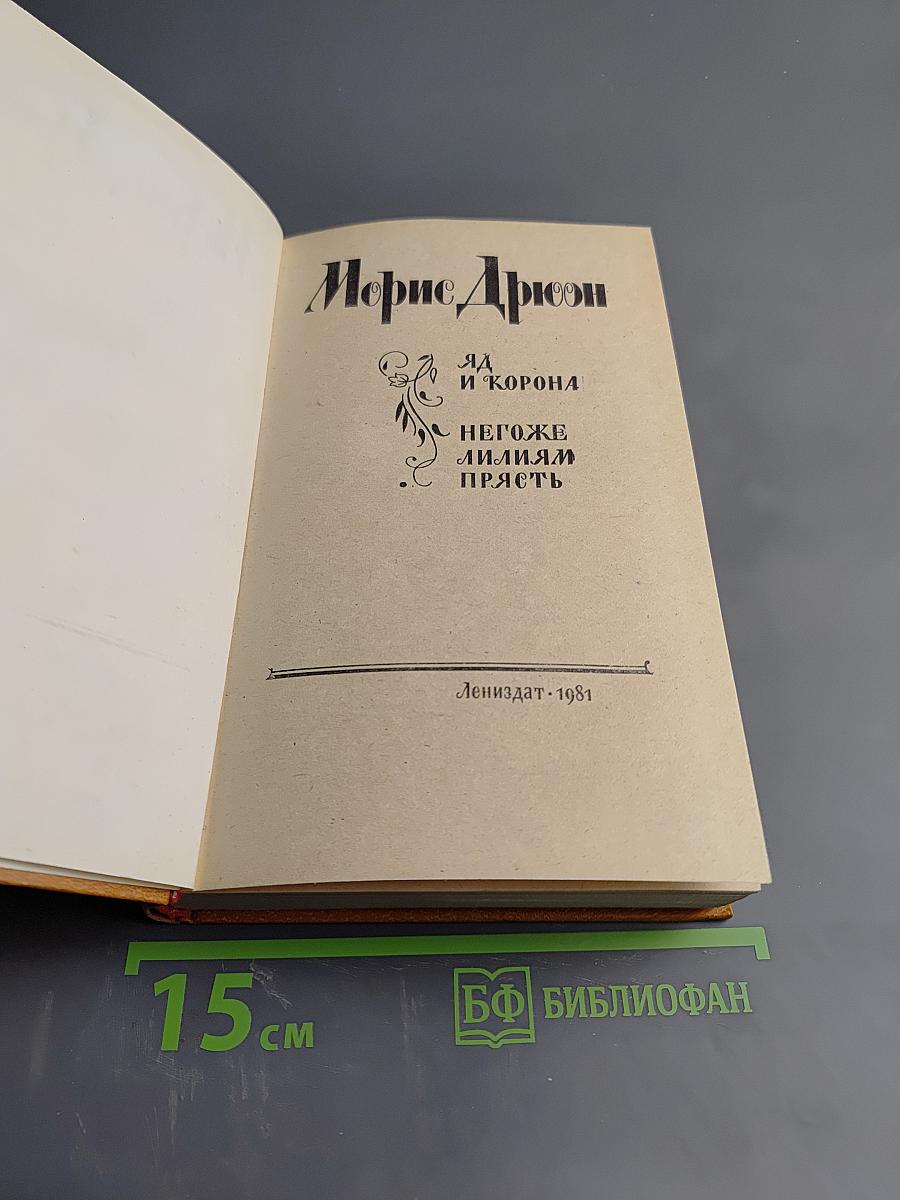 Морис Дрюон
ЯД
И КОРОНА
НЕГОЖЕ
ЛИЛИЯМ
ПРЯСТЬ
Лениздат · 1981
15 см
БФ БИБЛИОФАН